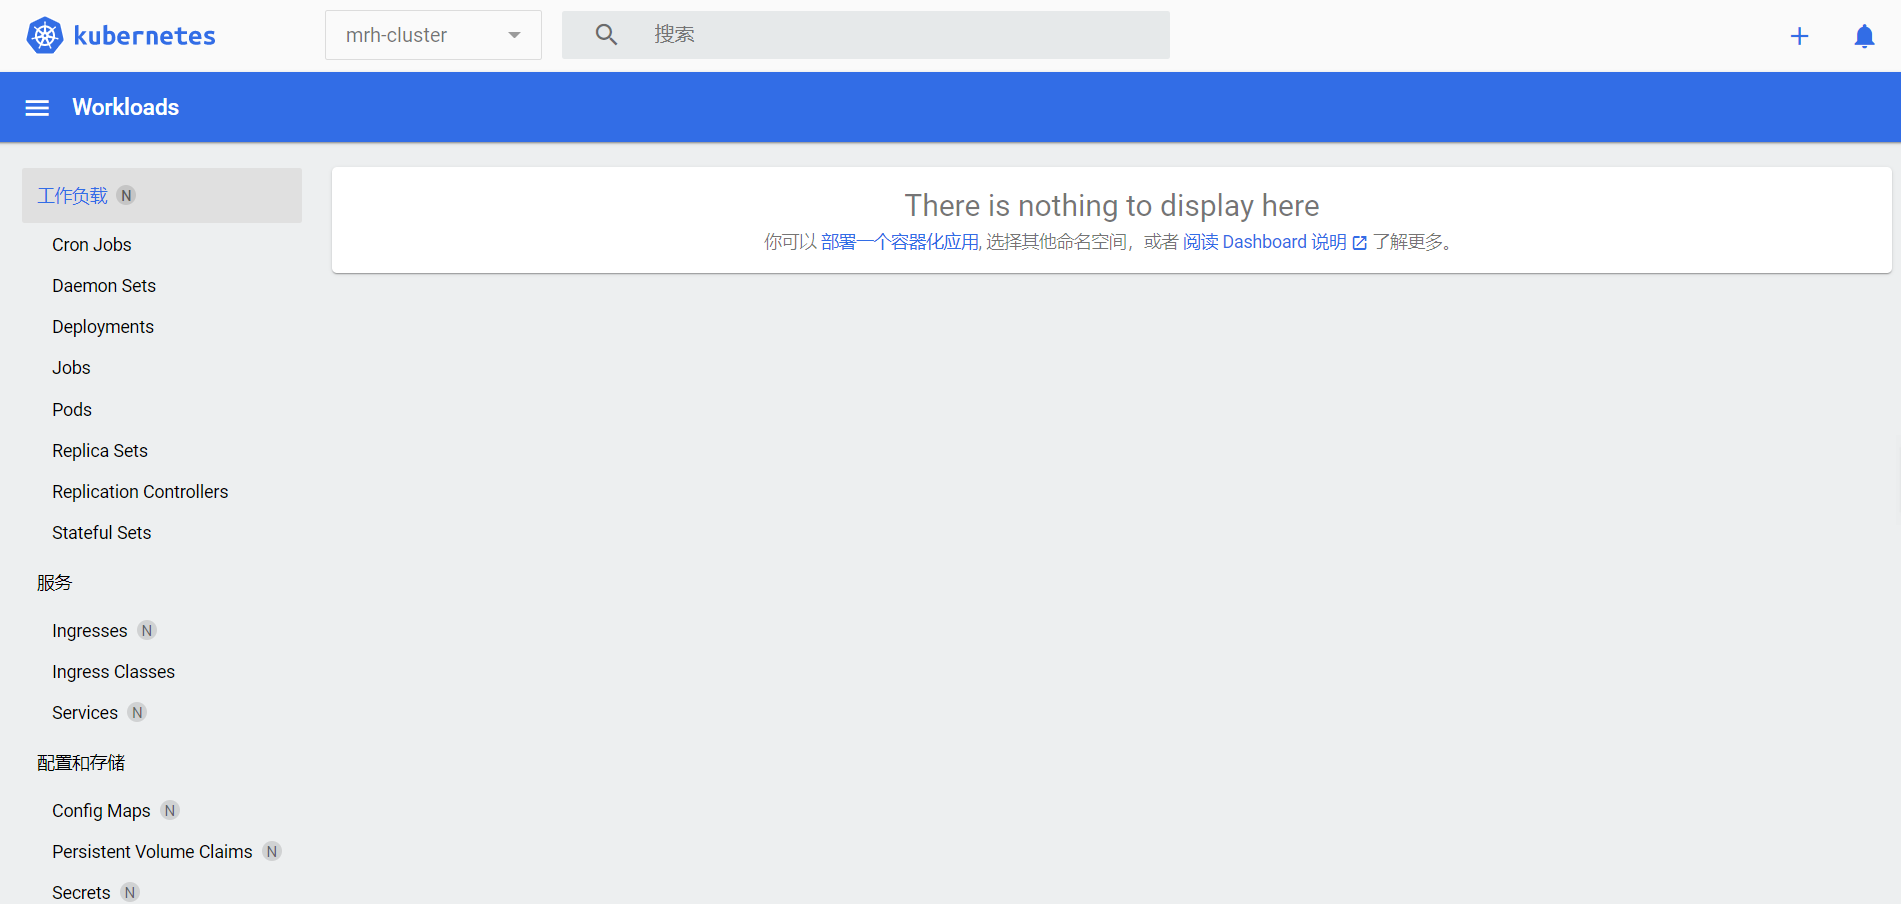 kubernetes
mrh-cluster
搜索
Workloads
工作负载 N
Cron Jobs
Daemon Sets
Deployments
Jobs
Pods
Replica Sets
Replication Controllers
Stateful Sets
服务
Ingresses N
Ingress Classes
Services N
配置和存储
Config Maps N
Persistent Volume Claims N
Secrets N
There is nothing to display here
你可以 部署一个容器化应用, 选择其他命名空间，或者 阅读 Dashboard 说明 了解更多。